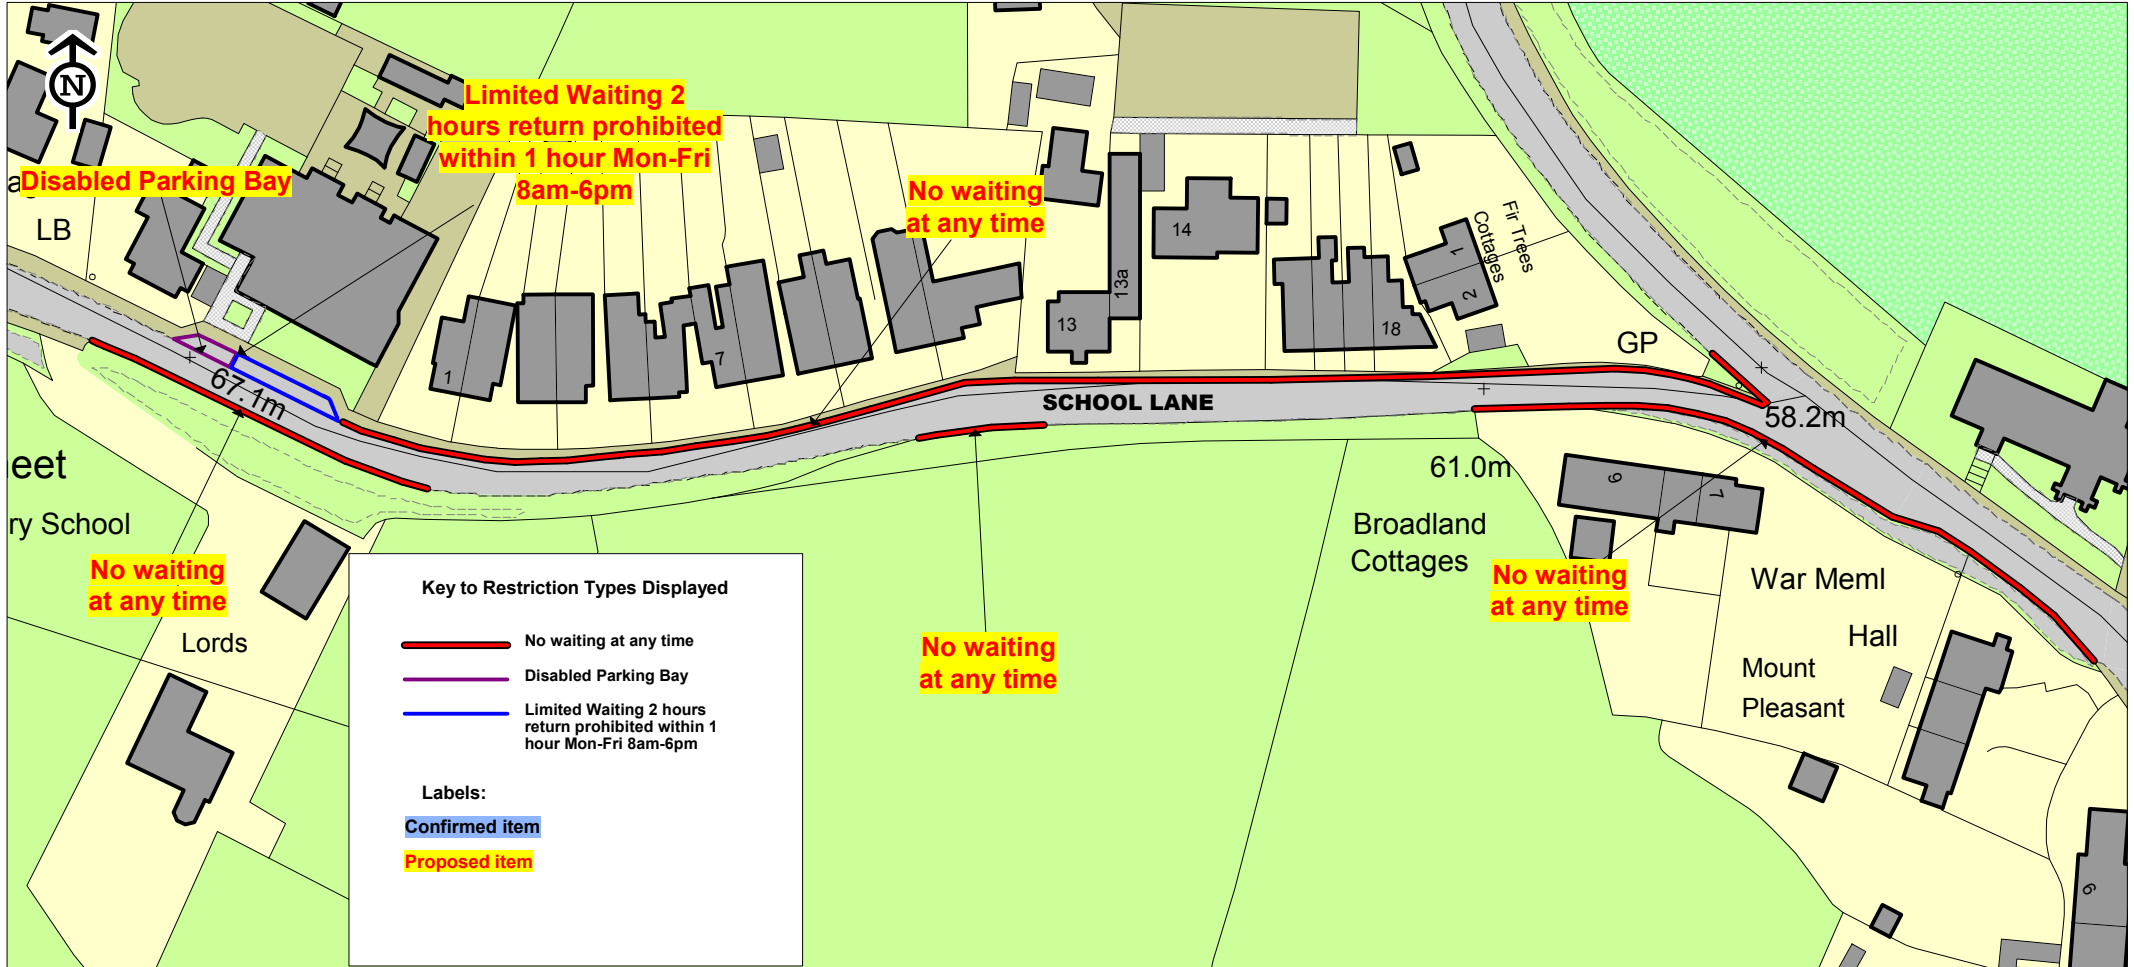 N
Limited Waiting 2
hours return prohibited
within 1 hour Mon-Fri
8am-6pm
Disabled Parking Bay
LB
No waiting
at any time
14
13a
13
18
1
7
Fir Trees
Cottages
1
2
GP
67.1m
SCHOOL LANE
58.2m
61.0m
eet
ry School
Broadland
Cottages
9
7
No waiting
at any time
Lords
No waiting
at any time
No waiting
at any time
War Meml
Hall
Mount
Pleasant
6
Key to Restriction Types Displayed
No waiting at any time
Disabled Parking Bay
Limited Waiting 2 hours
return prohibited within 1
hour Mon-Fri 8am-6pm
Labels:
Confirmed item
Proposed item